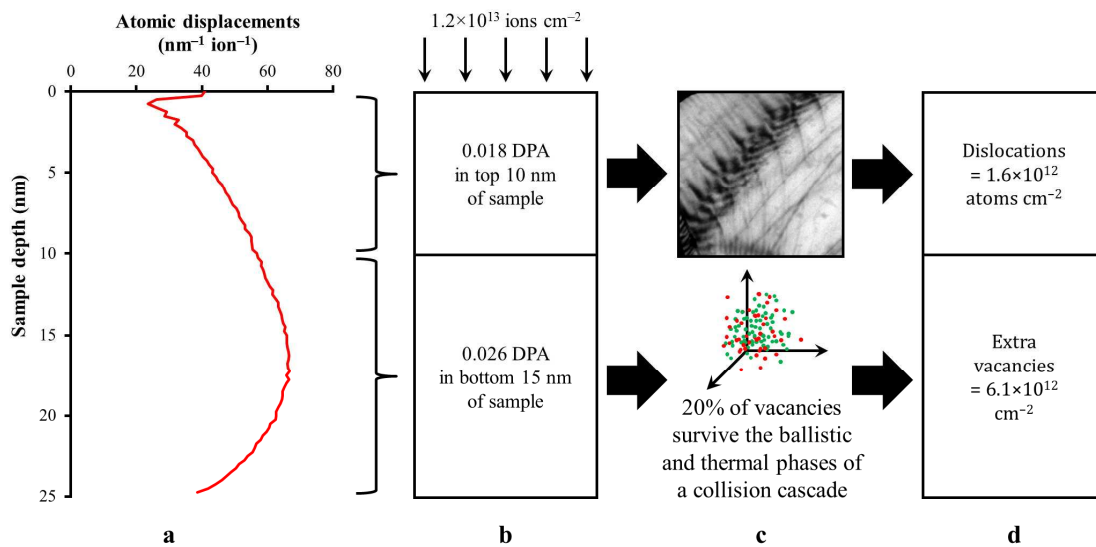 Atomic displacements
(nm⁻¹ ion⁻¹)
0 20 40 60 80
0
5
10
15
20
25
Sample depth (nm)
a
1.2×10¹³ ions cm⁻²
0.018 DPA
in top 10 nm
of sample
0.026 DPA
in bottom 15 nm
of sample
b
20% of vacancies
survive the ballistic
and thermal phases of
a collision cascade
c
Dislocations
= 1.6×10¹²
atoms cm⁻²
Extra
vacancies
= 6.1×10¹²
cm⁻²
d